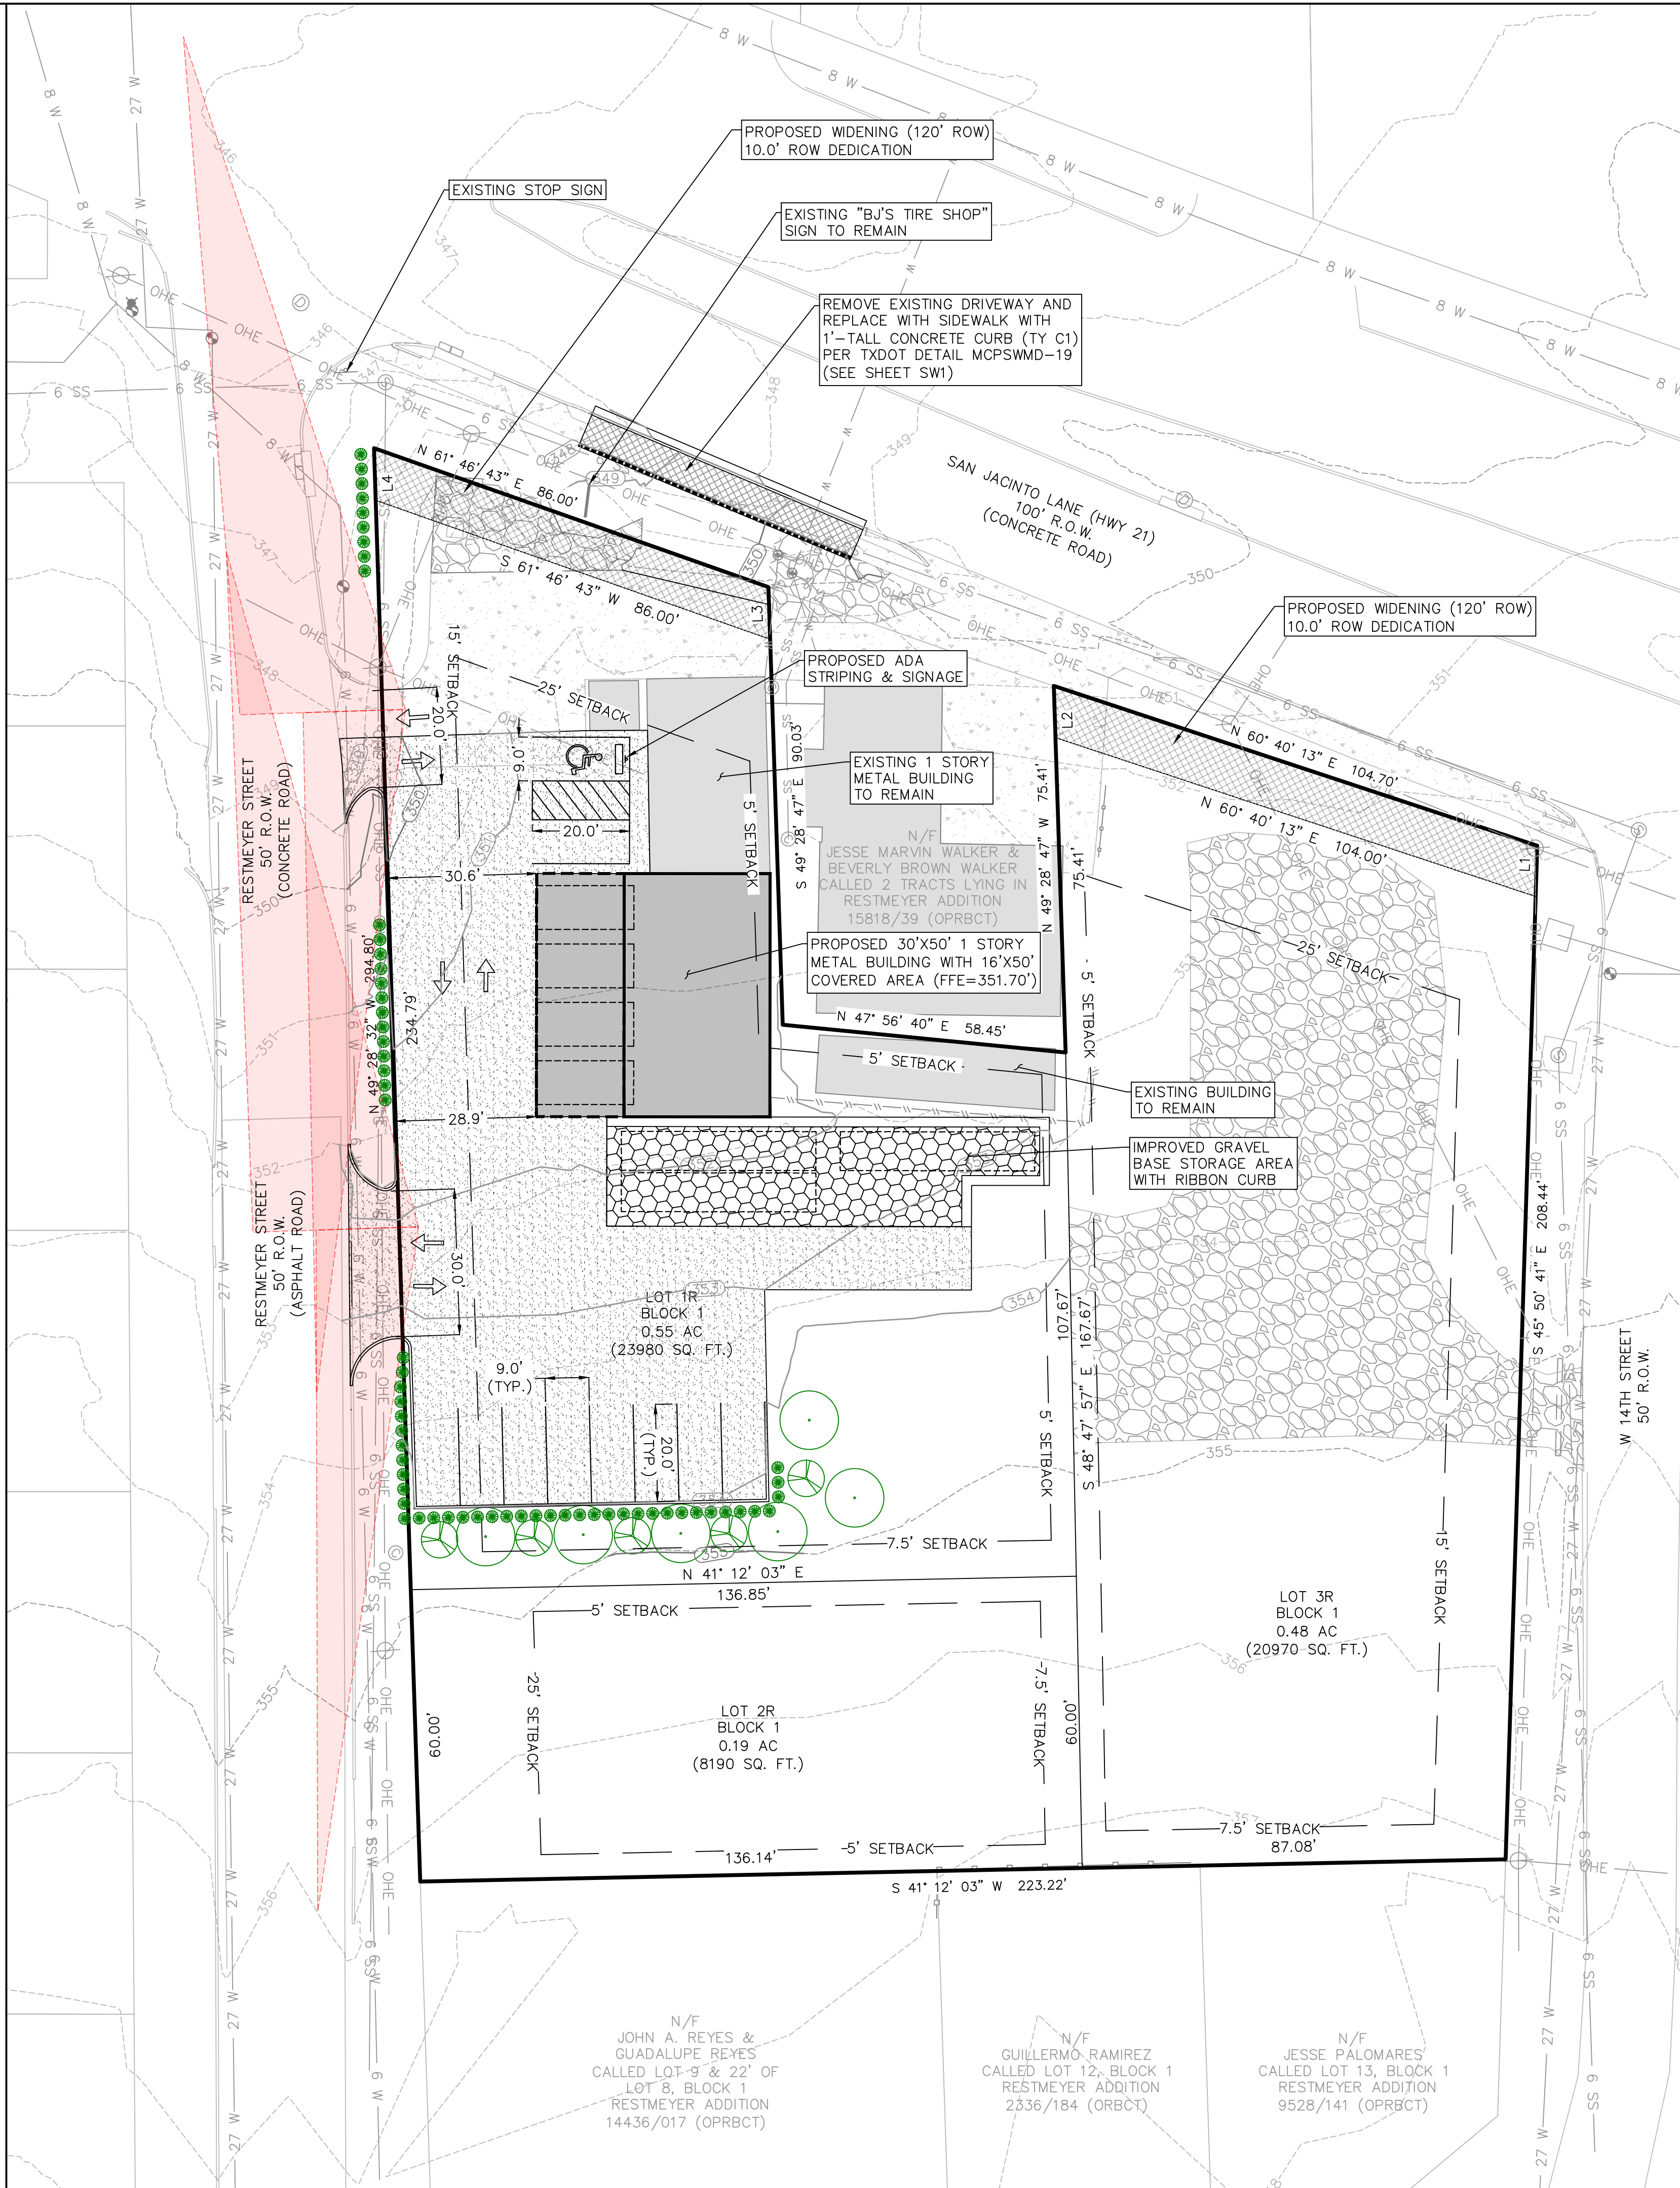 PROPOSED WIDENING (120' ROW)
10.0' ROW DEDICATION
EXISTING STOP SIGN
EXISTING "BJ'S TIRE SHOP"
SIGN TO REMAIN
REMOVE EXISTING DRIVEWAY AND
REPLACE WITH SIDEWALK WITH
1'-TALL CONCRETE CURB (TY C1)
PER TXDOT DETAIL MCPSWMD-19
(SEE SHEET SW1)
SAN JACINTO LANE (HWY 21)
100' R.O.W.
(CONCRETE ROAD)
N 61° 46' 43" E 86.00'
S 61° 46' 43" W 86.00'
L4
L3
PROPOSED WIDENING (120' ROW)
10.0' ROW DEDICATION
PROPOSED ADA
STRIPING & SIGNAGE
15' SETBACK
25' SETBACK
20.0'
9.0'
20.0'
5' SETBACK
L2
N 60° 40' 13" E 104.70'
N 60° 40' 13" E 104.00'
L1
EXISTING 1 STORY
METAL BUILDING
TO REMAIN
RESTMEYER STREET
50' R.O.W.
(CONCRETE ROAD)
S 49° 28' 47" E 90.03'
N 49° 28' 47" W 75.41'
75.41'
N/F
JESSE MARVIN WALKER &
BEVERLY BROWN WALKER
CALLED 2 TRACTS LYING IN
RESTMEYER ADDITION
15818/39 (OPRBCT)
30.6'
PROPOSED 30'X50' 1 STORY
METAL BUILDING WITH 16'X50'
COVERED AREA (FFE=351.70')
25' SETBACK
5' SETBACK
N 49° 28' 32" W 294.80'
234.79'
N 47° 56' 40" E 58.45'
5' SETBACK
28.9'
EXISTING BUILDING
TO REMAIN
IMPROVED GRAVEL
BASE STORAGE AREA
WITH RIBBON CURB
RESTMEYER STREET
50' R.O.W.
(ASPHALT ROAD)
30.0'
LOT 1R
BLOCK 1
0.55 AC
(23980 SQ. FT.)
9.0'
(TYP.)
20.0'
(TYP.)
107.67'
S 48° 47' 57" E 167.67'
S 45° 50' 41" E 208.44'
W 14TH STREET
50' R.O.W.
5' SETBACK
15' SETBACK
7.5' SETBACK
N 41° 12' 03" E
136.85'
5' SETBACK
25' SETBACK
7.5' SETBACK
60.00'
60.00'
LOT 2R
BLOCK 1
0.19 AC
(8190 SQ. FT.)
LOT 3R
BLOCK 1
0.48 AC
(20970 SQ. FT.)
5' SETBACK
136.14'
7.5' SETBACK
87.08'
S 41° 12' 03" W 223.22'
N/F
JOHN A. REYES &
GUADALUPE REYES
CALLED LOT 9 & 22' OF
LOT 8, BLOCK 1
RESTMEYER ADDITION
14436/017 (OPRBCT)
N/F
GUILLERMO RAMIREZ
CALLED LOT 12, BLOCK 1
RESTMEYER ADDITION
2336/184 (ORBCT)
N/F
JESSE PALOMARES
CALLED LOT 13, BLOCK 1
RESTMEYER ADDITION
9528/141 (OPRBCT)